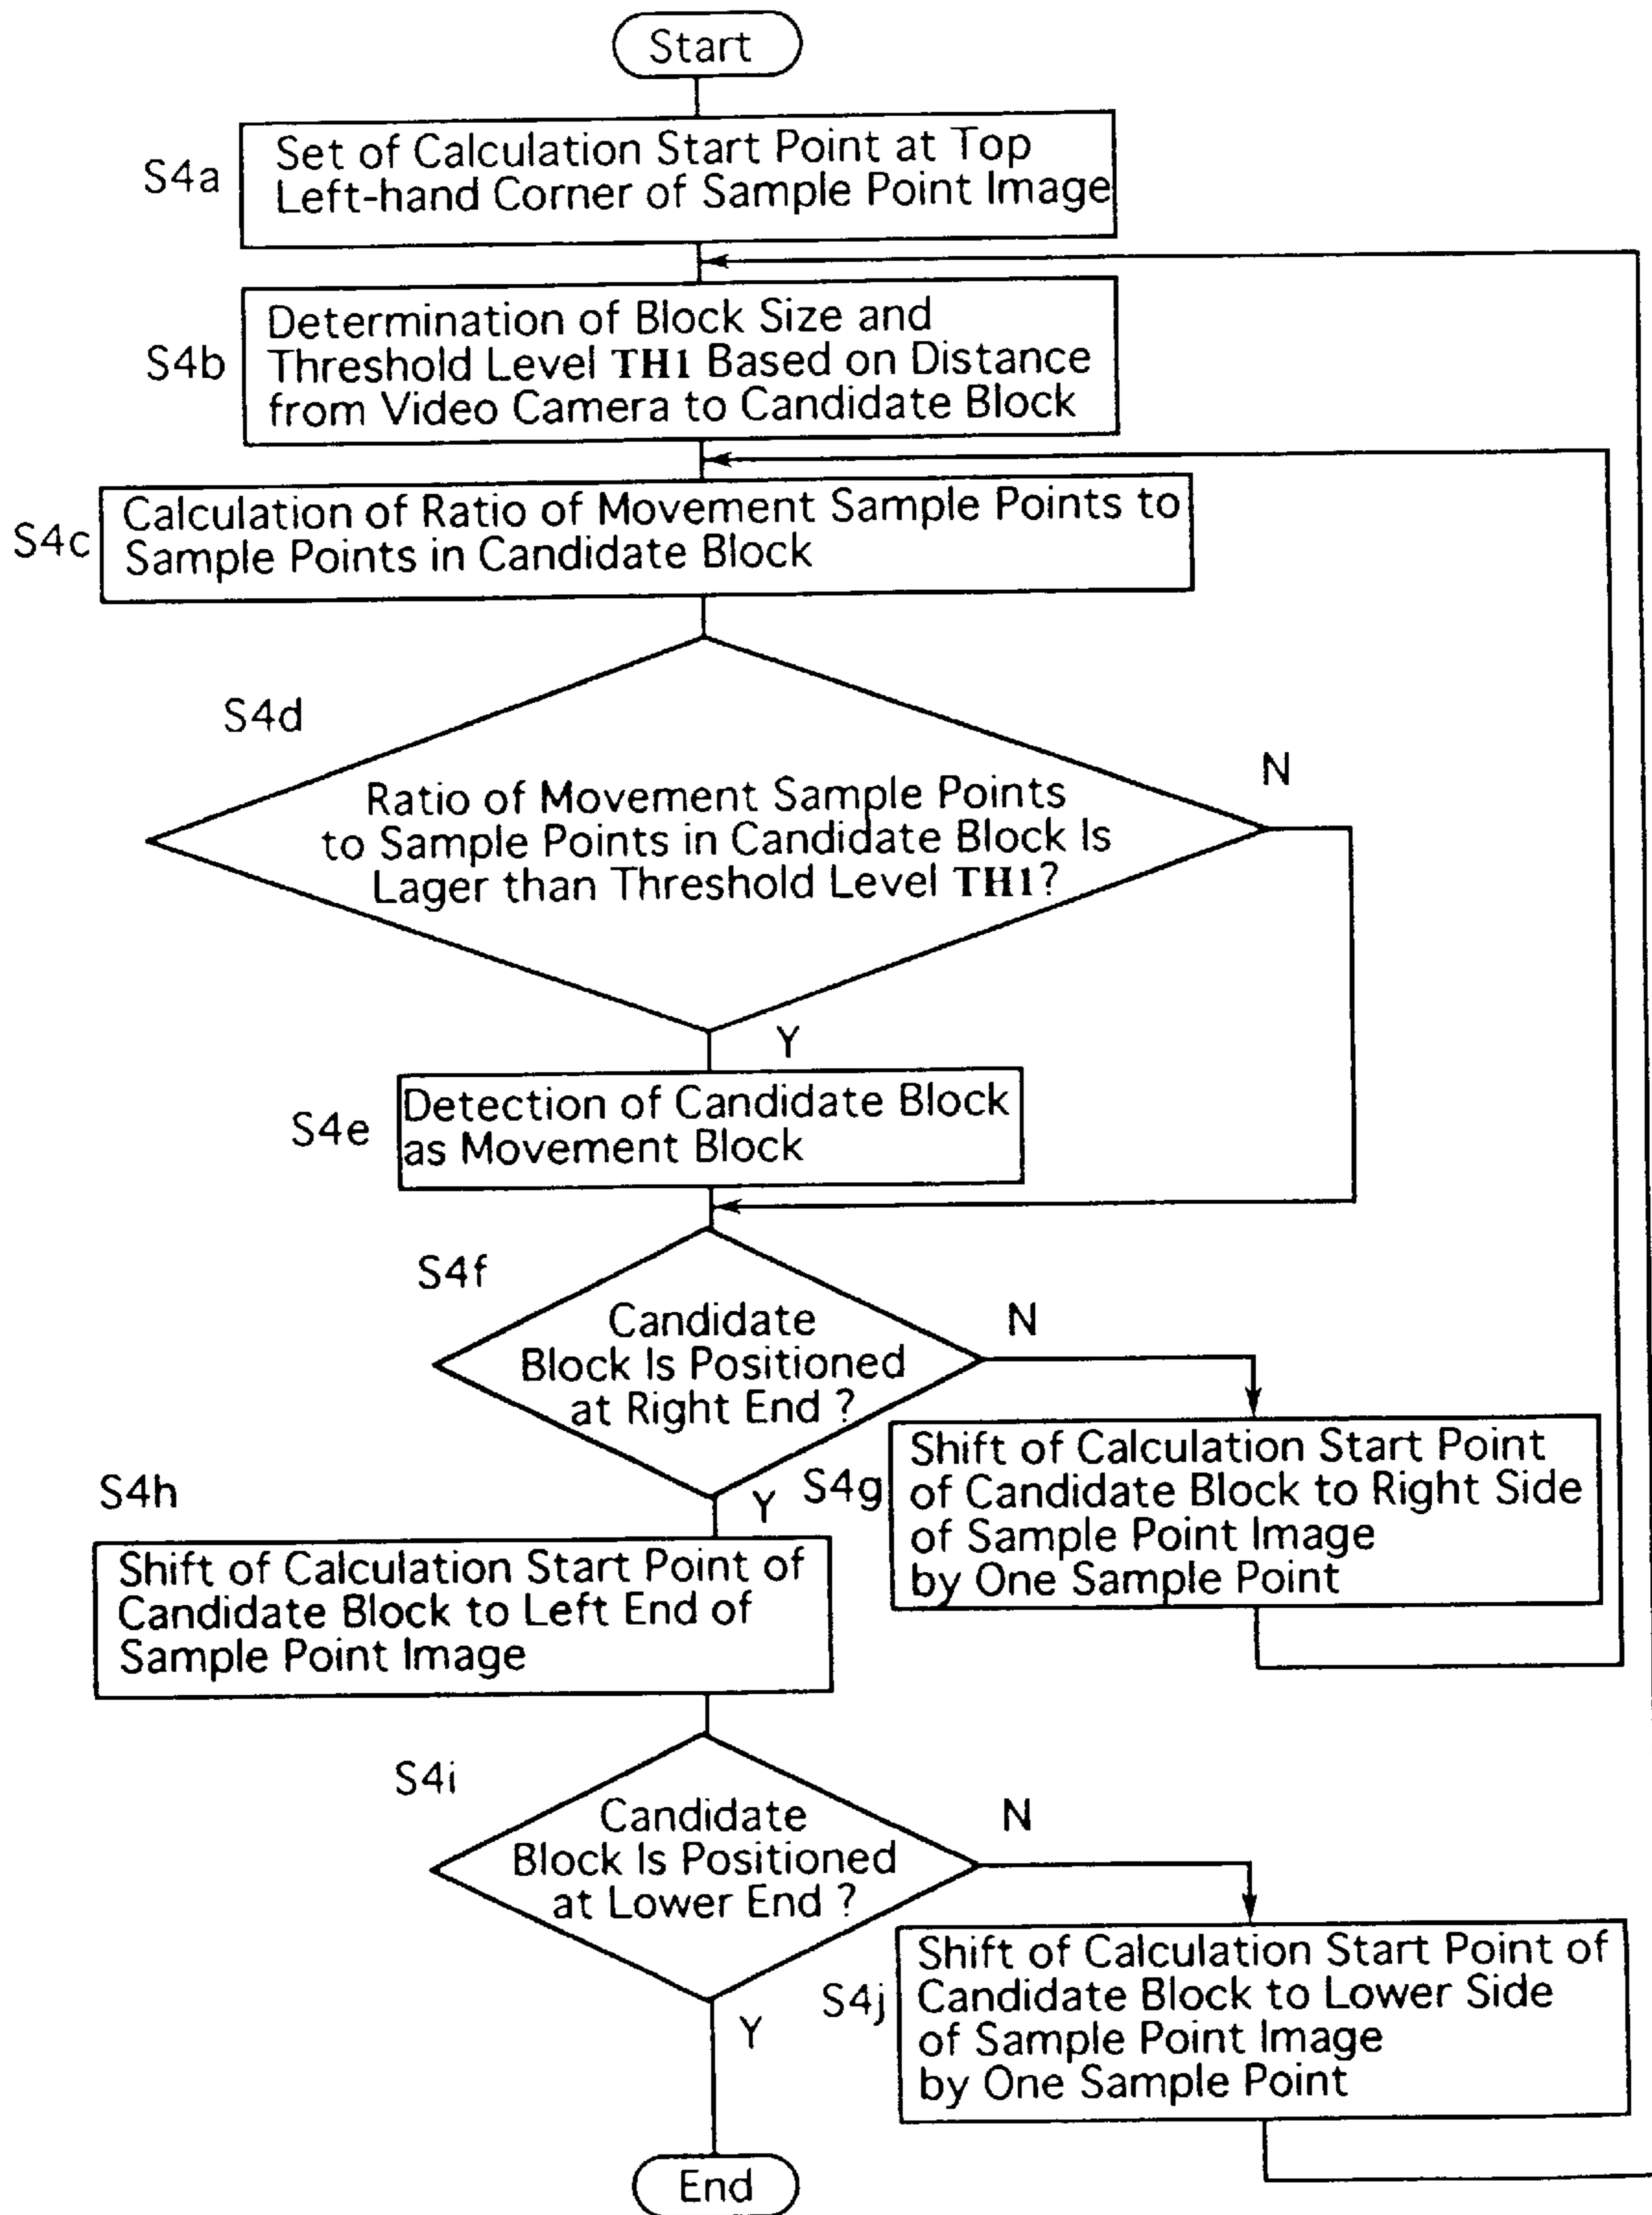 Start
S4a
Set of Calculation Start Point at Top
Left-hand Corner of Sample Point Image
S4b
Determination of Block Size and
Threshold Level TH1 Based on Distance
from Video Camera to Candidate Block
S4c
Calculation of Ratio of Movement Sample Points to
Sample Points in Candidate Block
S4d
N
Ratio of Movement Sample Points
to Sample Points in Candidate Block Is
Lager than Threshold Level TH1?
Y
S4e
Detection of Candidate Block
as Movement Block
S4f
N
Candidate
Block Is Positioned
at Right End ?
Y
S4g
Shift of Calculation Start Point
of Candidate Block to Right Side
of Sample Point Image
by One Sample Point
S4h
Shift of Calculation Start Point of
Candidate Block to Left End of
Sample Point Image
S4i
N
Candidate
Block Is Positioned
at Lower End ?
Y
S4j
Shift of Calculation Start Point of
Candidate Block to Lower Side
of Sample Point Image
by One Sample Point
End